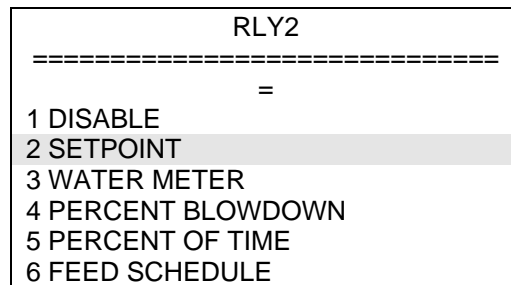 RLY2
==============================
=
1 DISABLE
2 SETPOINT
3 WATER METER
4 PERCENT BLOWDOWN
5 PERCENT OF TIME
6 FEED SCHEDULE